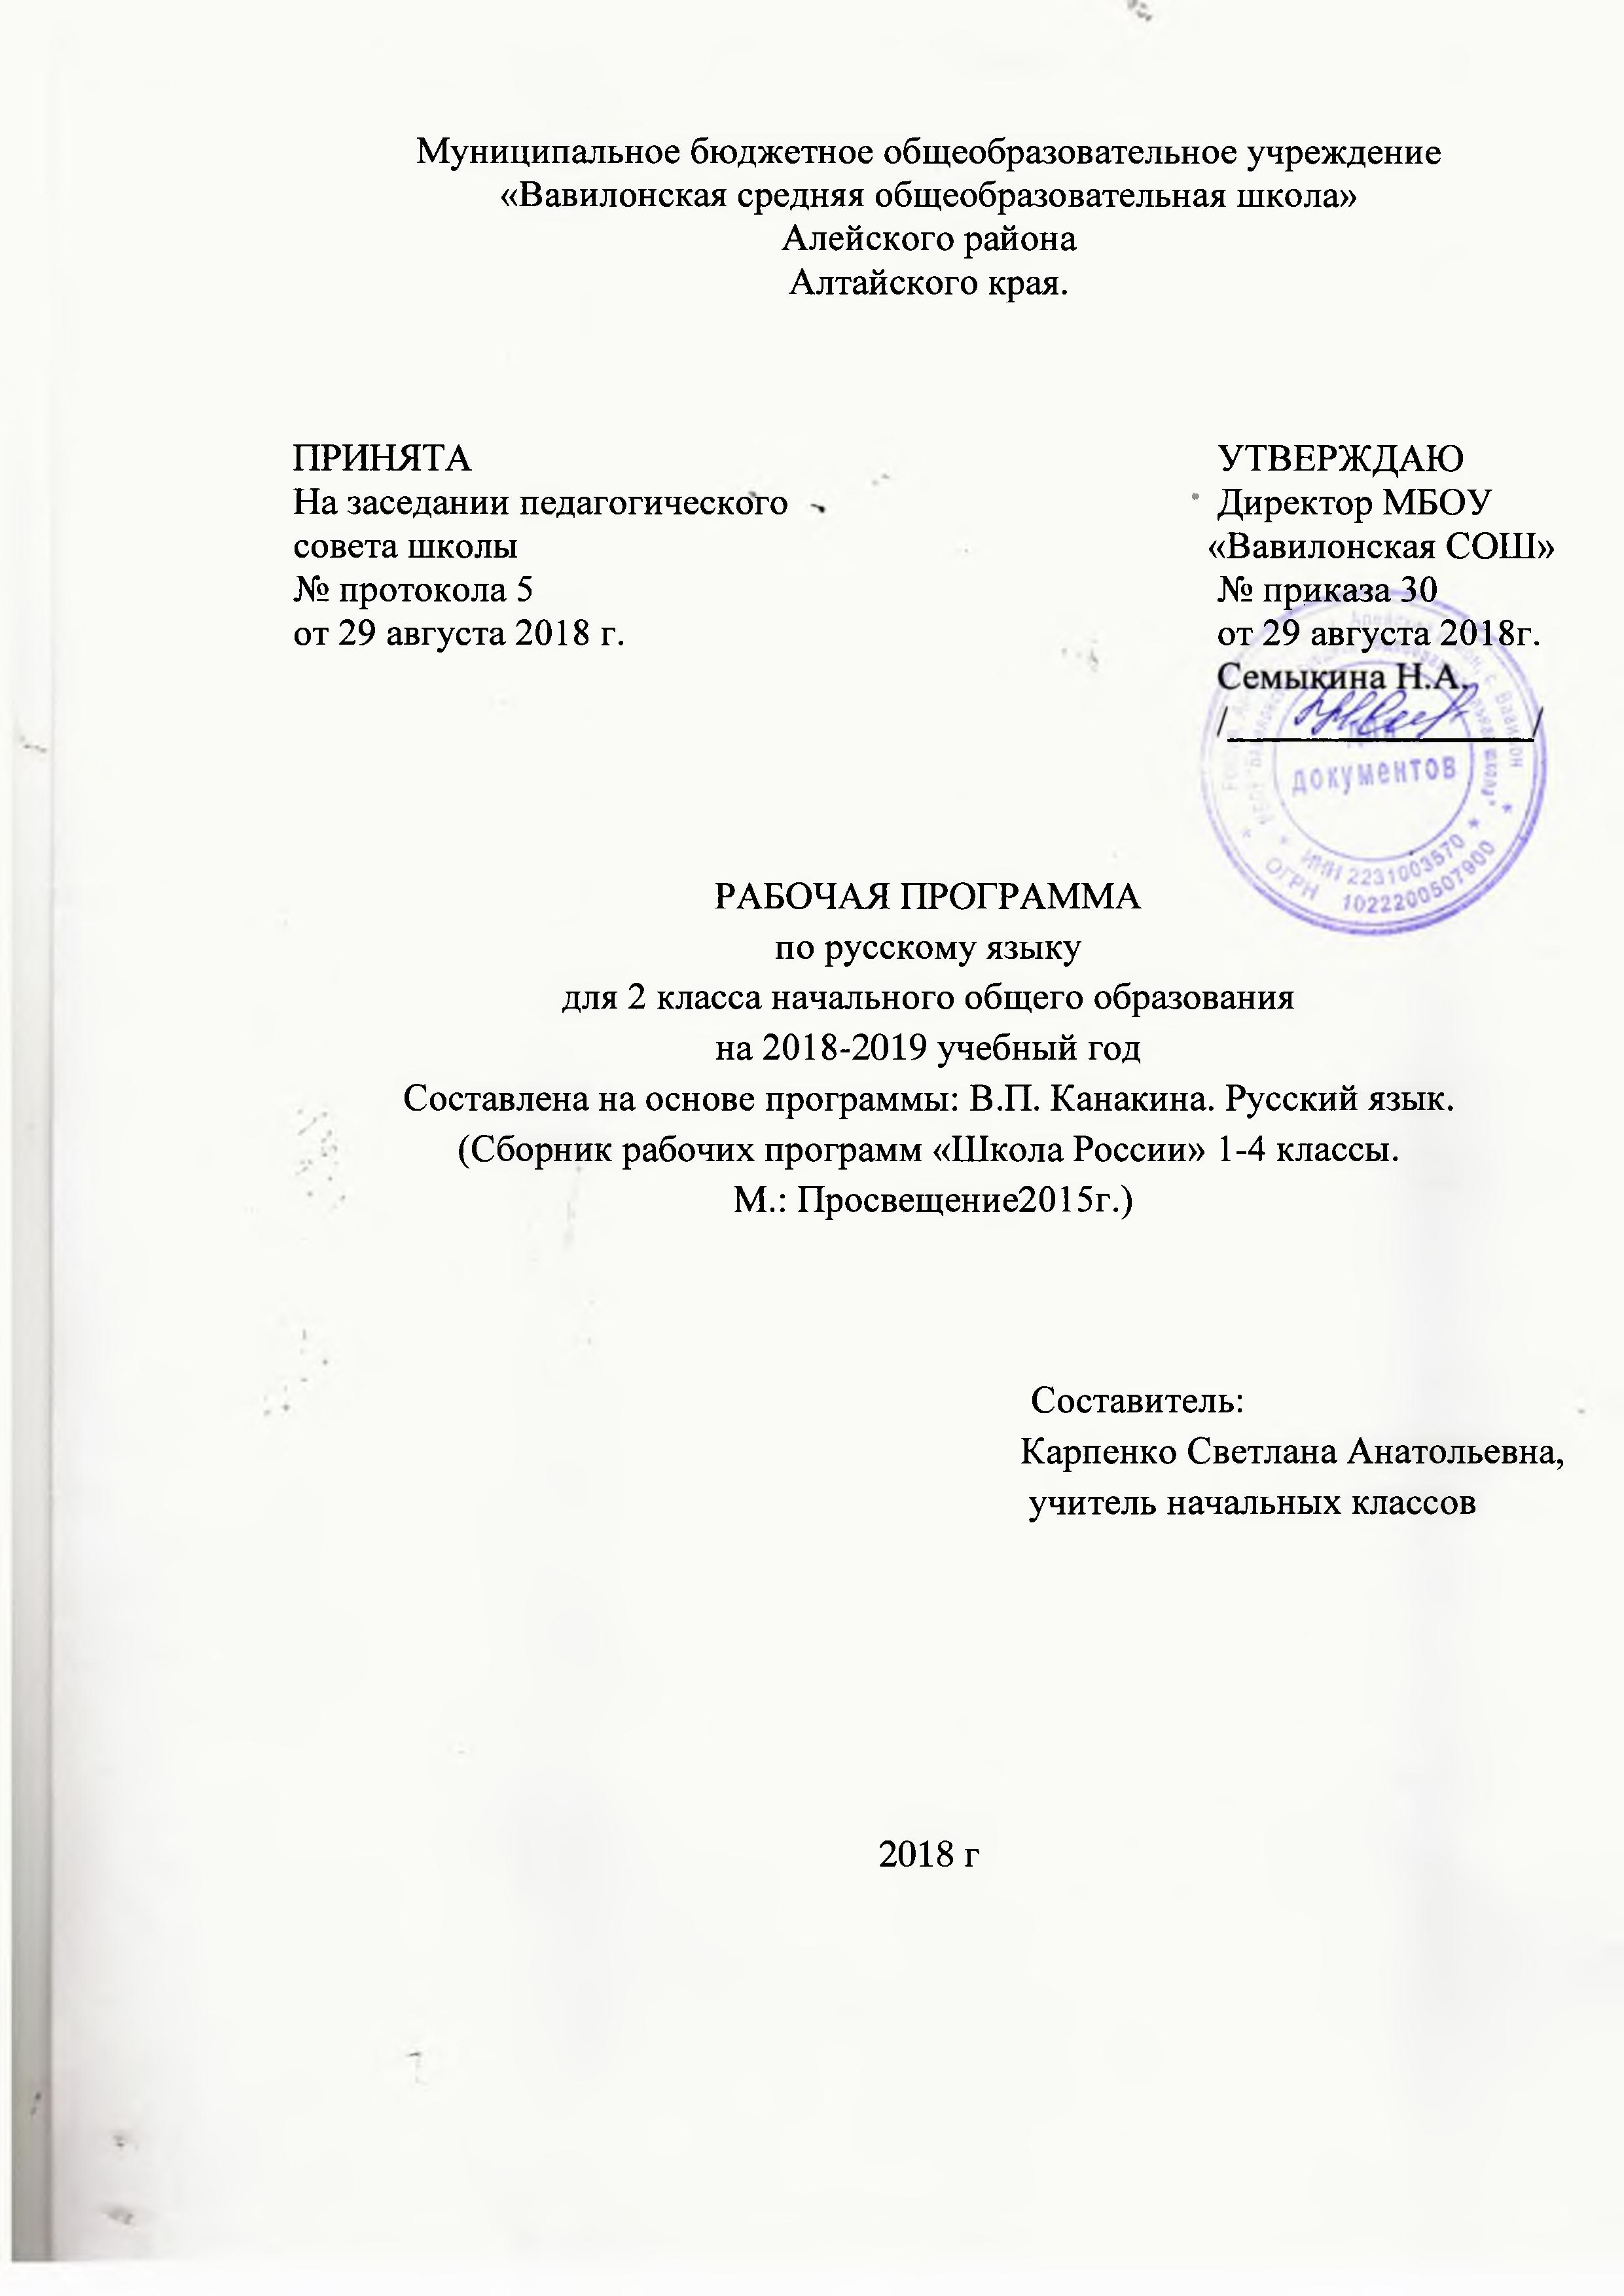 Муниципальное бюджетное общеобразовательное учреждение
«Вавилонская средняя общеобразовательная школа»
Алейского района
Алтайского края.
ПРИНЯТА
На заседании педагогического
совета школы
№ протокола 5
от 29 августа 2018 г.
УТВЕРЖДАЮ
Директор МБОУ
«Вавилонская СОШ»
№ приказа 30
от 29 августа 2018г.
Семыкина Н.А.
/ /
документов
ИНН 2231003570
ОГРН 1022200507900
РАБОЧАЯ ПРОГРАММА
по русскому языку
для 2 класса начального общего образования
на 2018-2019 учебный год
Составлена на основе программы: В.П. Канакина. Русский язык.
(Сборник рабочих программ «Школа России» 1-4 классы.
М.: Просвещение2015г.)
Составитель:
Карпенко Светлана Анатольевна,
учитель начальных классов
2018 г